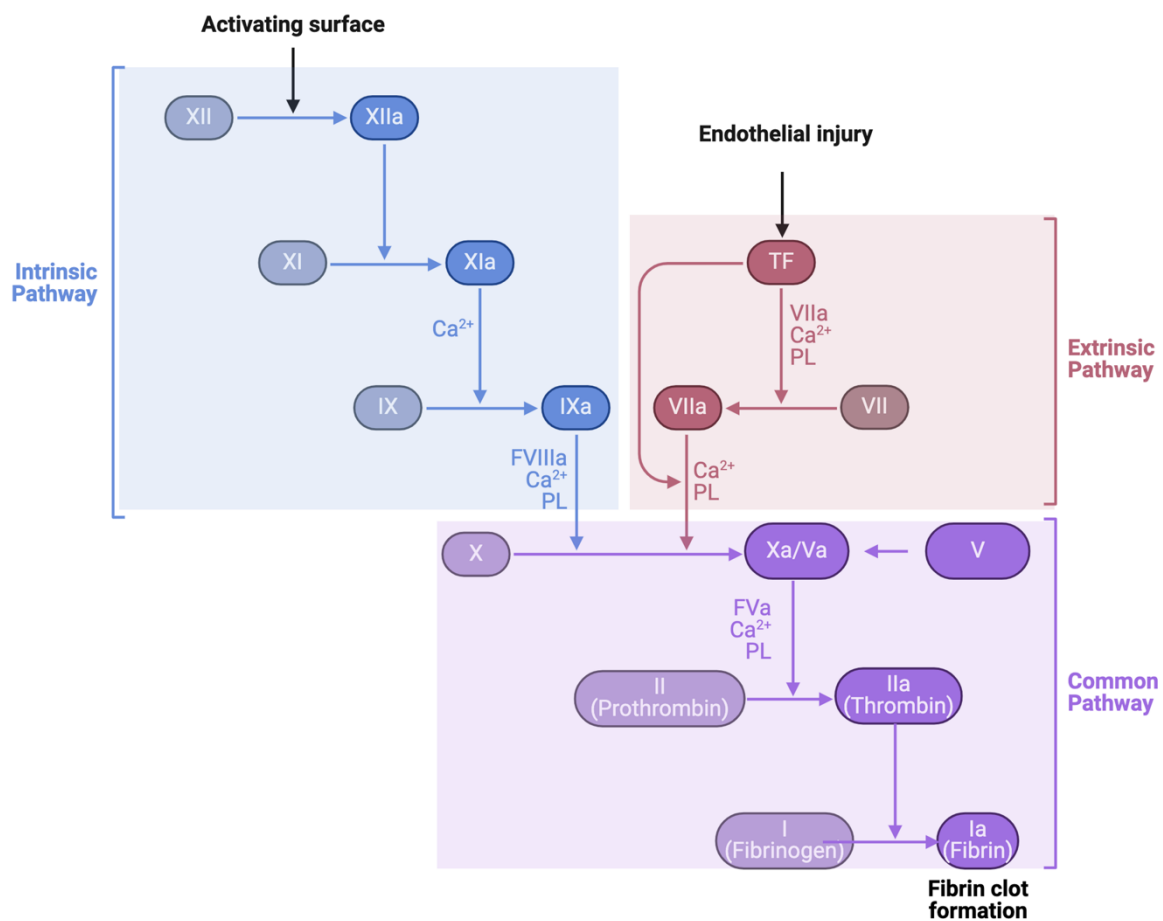 Activating surface
XII
XIIa
Endothelial injury
XI
XIa
TF
Intrinsic
Pathway
Ca²⁺
VIIa
Ca²⁺
PL
Extrinsic
Pathway
IX
IXa
VIIa
VII
FVIIIa
Ca²⁺
PL
Ca²⁺
PL
X
Xa/Va
V
FVa
Ca²⁺
PL
II
(Prothrombin)
IIa
(Thrombin)
Common
Pathway
I
(Fibrinogen)
Ia
(Fibrin)
Fibrin clot
formation